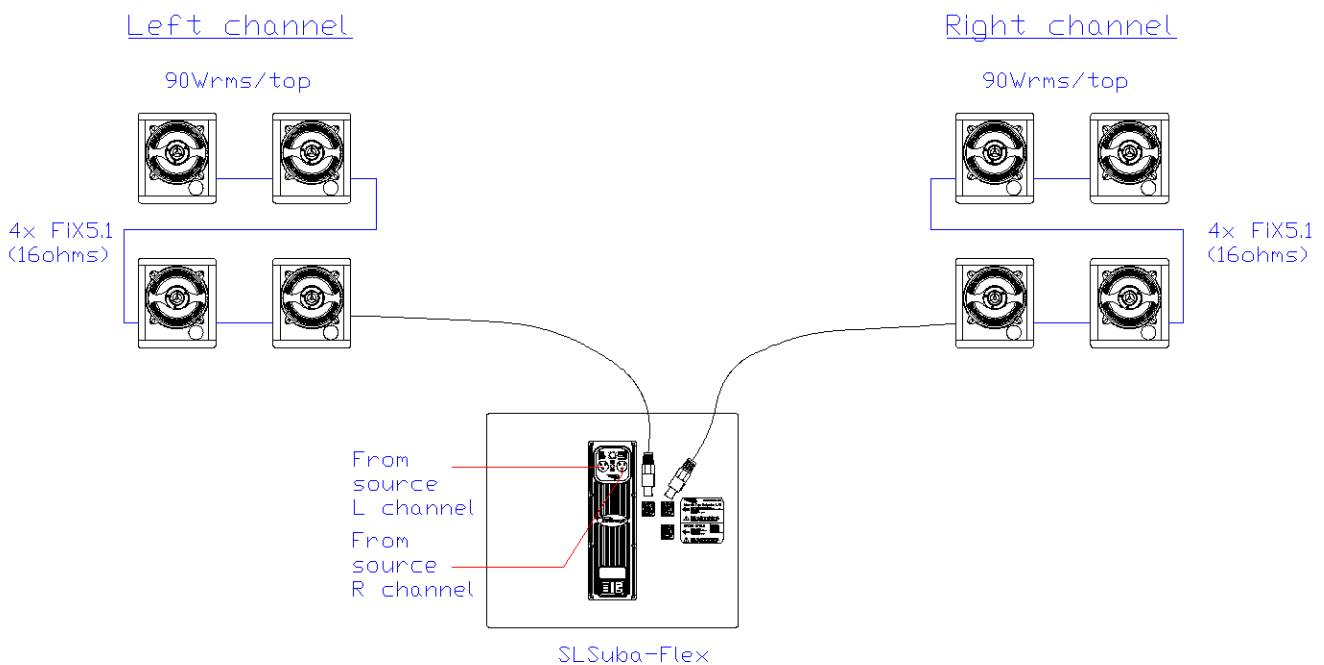 Left channel
Right channel
90Wrms/top
90Wrms/top
4x FiX5.1
(16ohms)
4x FiX5.1
(16ohms)
From
source
L channel
From
source
R channel
SLSuba-Flex